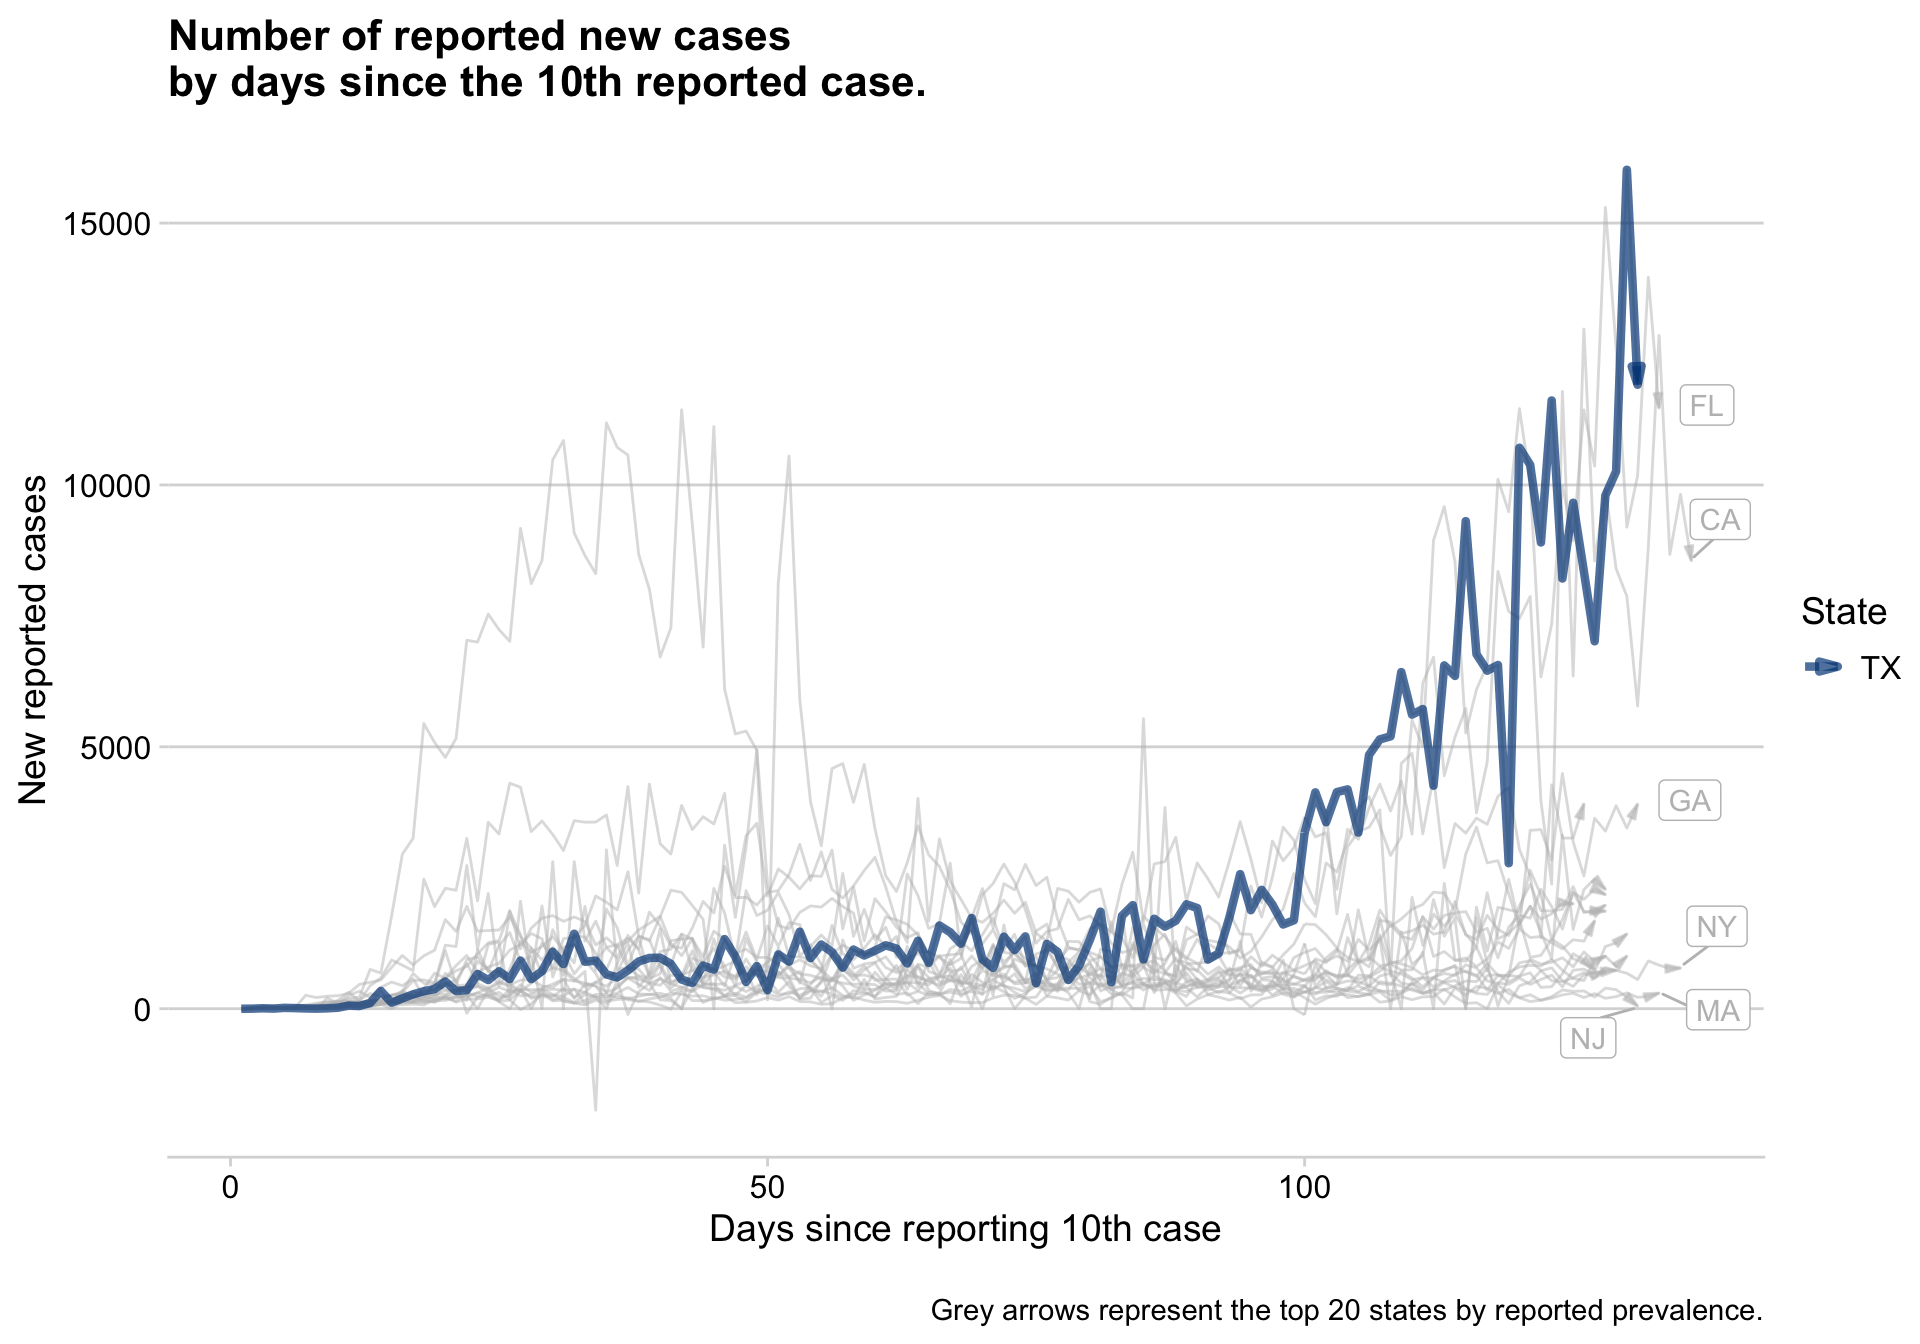 Number of reported new cases
by days since the 10th reported case.
New reported cases
15000
10000
5000
0
FL
CA
GA
NY
MA
NJ
State
TX
0
50
100
Days since reporting 10th case
Grey arrows represent the top 20 states by reported prevalence.